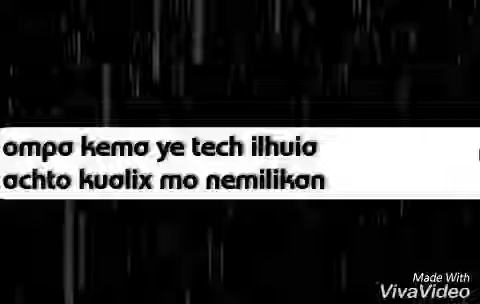 ompa kema ye tech ilhuia
achto kualix mo nemilikan
Made With
VivaVideo